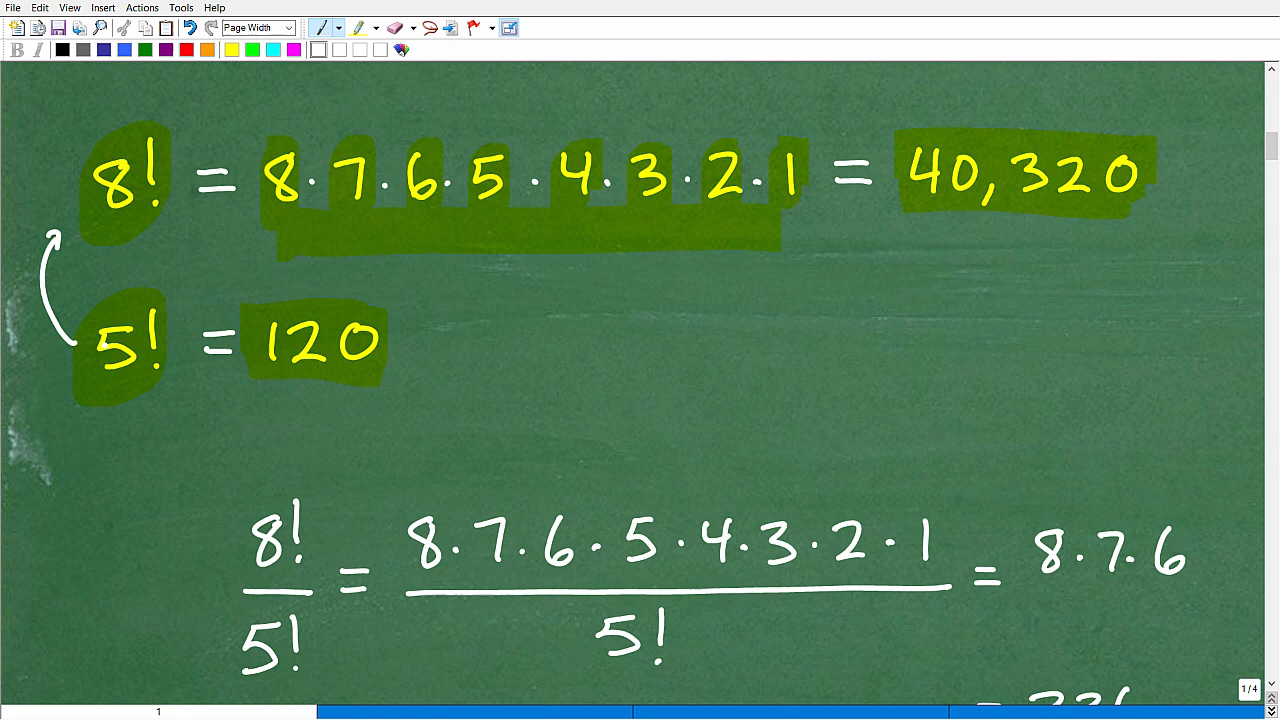 File Edit View Insert Actions Tools Help
Page Width
B I
8! = 8·7·6·5·4·3·2·1 = 40,320
5! = 120
8! = 8·7·6·5·4·3·2·1 = 8·7·6
5! 5!
1/4
= 336
1